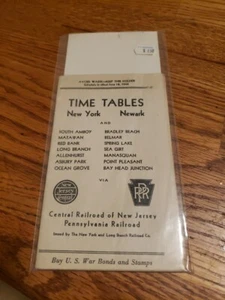 TIME TABLES
New York Newark
AND
SOUTH AMBOY BRADLEY BEACH
MATAWAN BELMAR
RED BANK SPRING LAKE
LONG BRANCH SEA GIRT
ALLENHURST MANASQUAN
ASBURY PARK POINT PLEASANT
OCEAN GROVE BAY HEAD JUNCTION
VIA
Central Railroad of New Jersey
Pennsylvania Railroad
Issued by The New York and Long Branch Railroad Co.
Buy U. S. War Bonds and Stamps